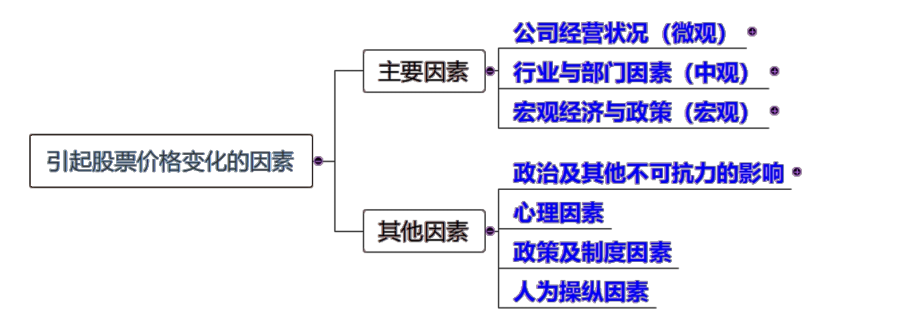 引起股票价格变化的因素
主要因素
公司经营状况（微观）
行业与部门因素（中观）
宏观经济与政策（宏观）
其他因素
政治及其他不可抗力的影响
心理因素
政策及制度因素
人为操纵因素